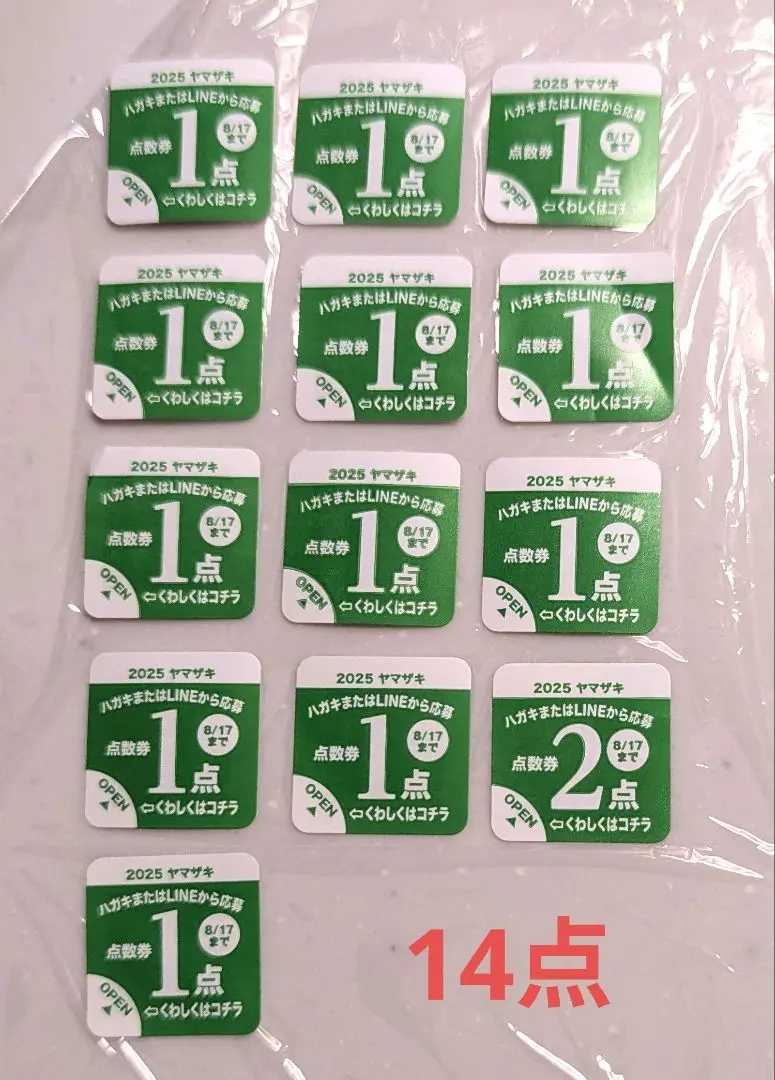 2025 ヤマザキ
ハガキまたはLINEから応募
点数券 1点
8/17
まで
OPEN
⇦くわしくはコチラ
2025 ヤマザキ
ハガキまたはLINEから応募
点数券 1点
8/17
まで
OPEN
⇦くわしくはコチラ
2025 ヤマザキ
ハガキまたはLINEから応募
点数券 1点
8/17
まで
OPEN
⇦くわしくはコチラ
2025 ヤマザキ
ハガキまたはLINEから応募
点数券 1点
8/17
まで
OPEN
⇦くわしくはコチラ
2025 ヤマザキ
ハガキまたはLINEから応募
点数券 1点
8/17
まで
OPEN
⇦くわしくはコチラ
2025 ヤマザキ
ハガキまたはLINEから応募
点数券 1点
8/17
まで
OPEN
⇦くわしくはコチラ
2025 ヤマザキ
ハガキまたはLINEから応募
点数券 1点
8/17
まで
OPEN
⇦くわしくはコチラ
2025 ヤマザキ
ハガキまたはLINEから応募
点数券 1点
8/17
まで
OPEN
⇦くわしくはコチラ
2025 ヤマザキ
ハガキまたはLINEから応募
点数券 1点
8/17
まで
OPEN
⇦くわしくはコチラ
2025 ヤマザキ
ハガキまたはLINEから応募
点数券 1点
8/17
まで
OPEN
⇦くわしくはコチラ
2025 ヤマザキ
ハガキまたはLINEから応募
点数券 1点
8/17
まで
OPEN
⇦くわしくはコチラ
2025 ヤマザキ
ハガキまたはLINEから応募
点数券 2点
8/17
まで
OPEN
⇦くわしくはコチラ
2025 ヤマザキ
ハガキまたはLINEから応募
点数券 1点
8/17
まで
OPEN
⇦くわしくはコチラ
14点